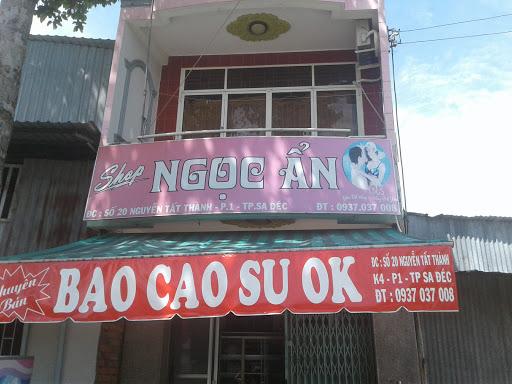 Shop NGỌC ẨN
ĐC : SỐ 20 NGUYỄN TẤT THÀNH - P.1 - TP.SA ĐÉC ĐT : 0937.037 008
Chuyên Bán
BAO CAO SU OK
ĐC : SỐ 20 NGUYỄN TẤT THÀNH
K4 - P1 - TP SA ĐÉC
ĐT : 0937 037 008